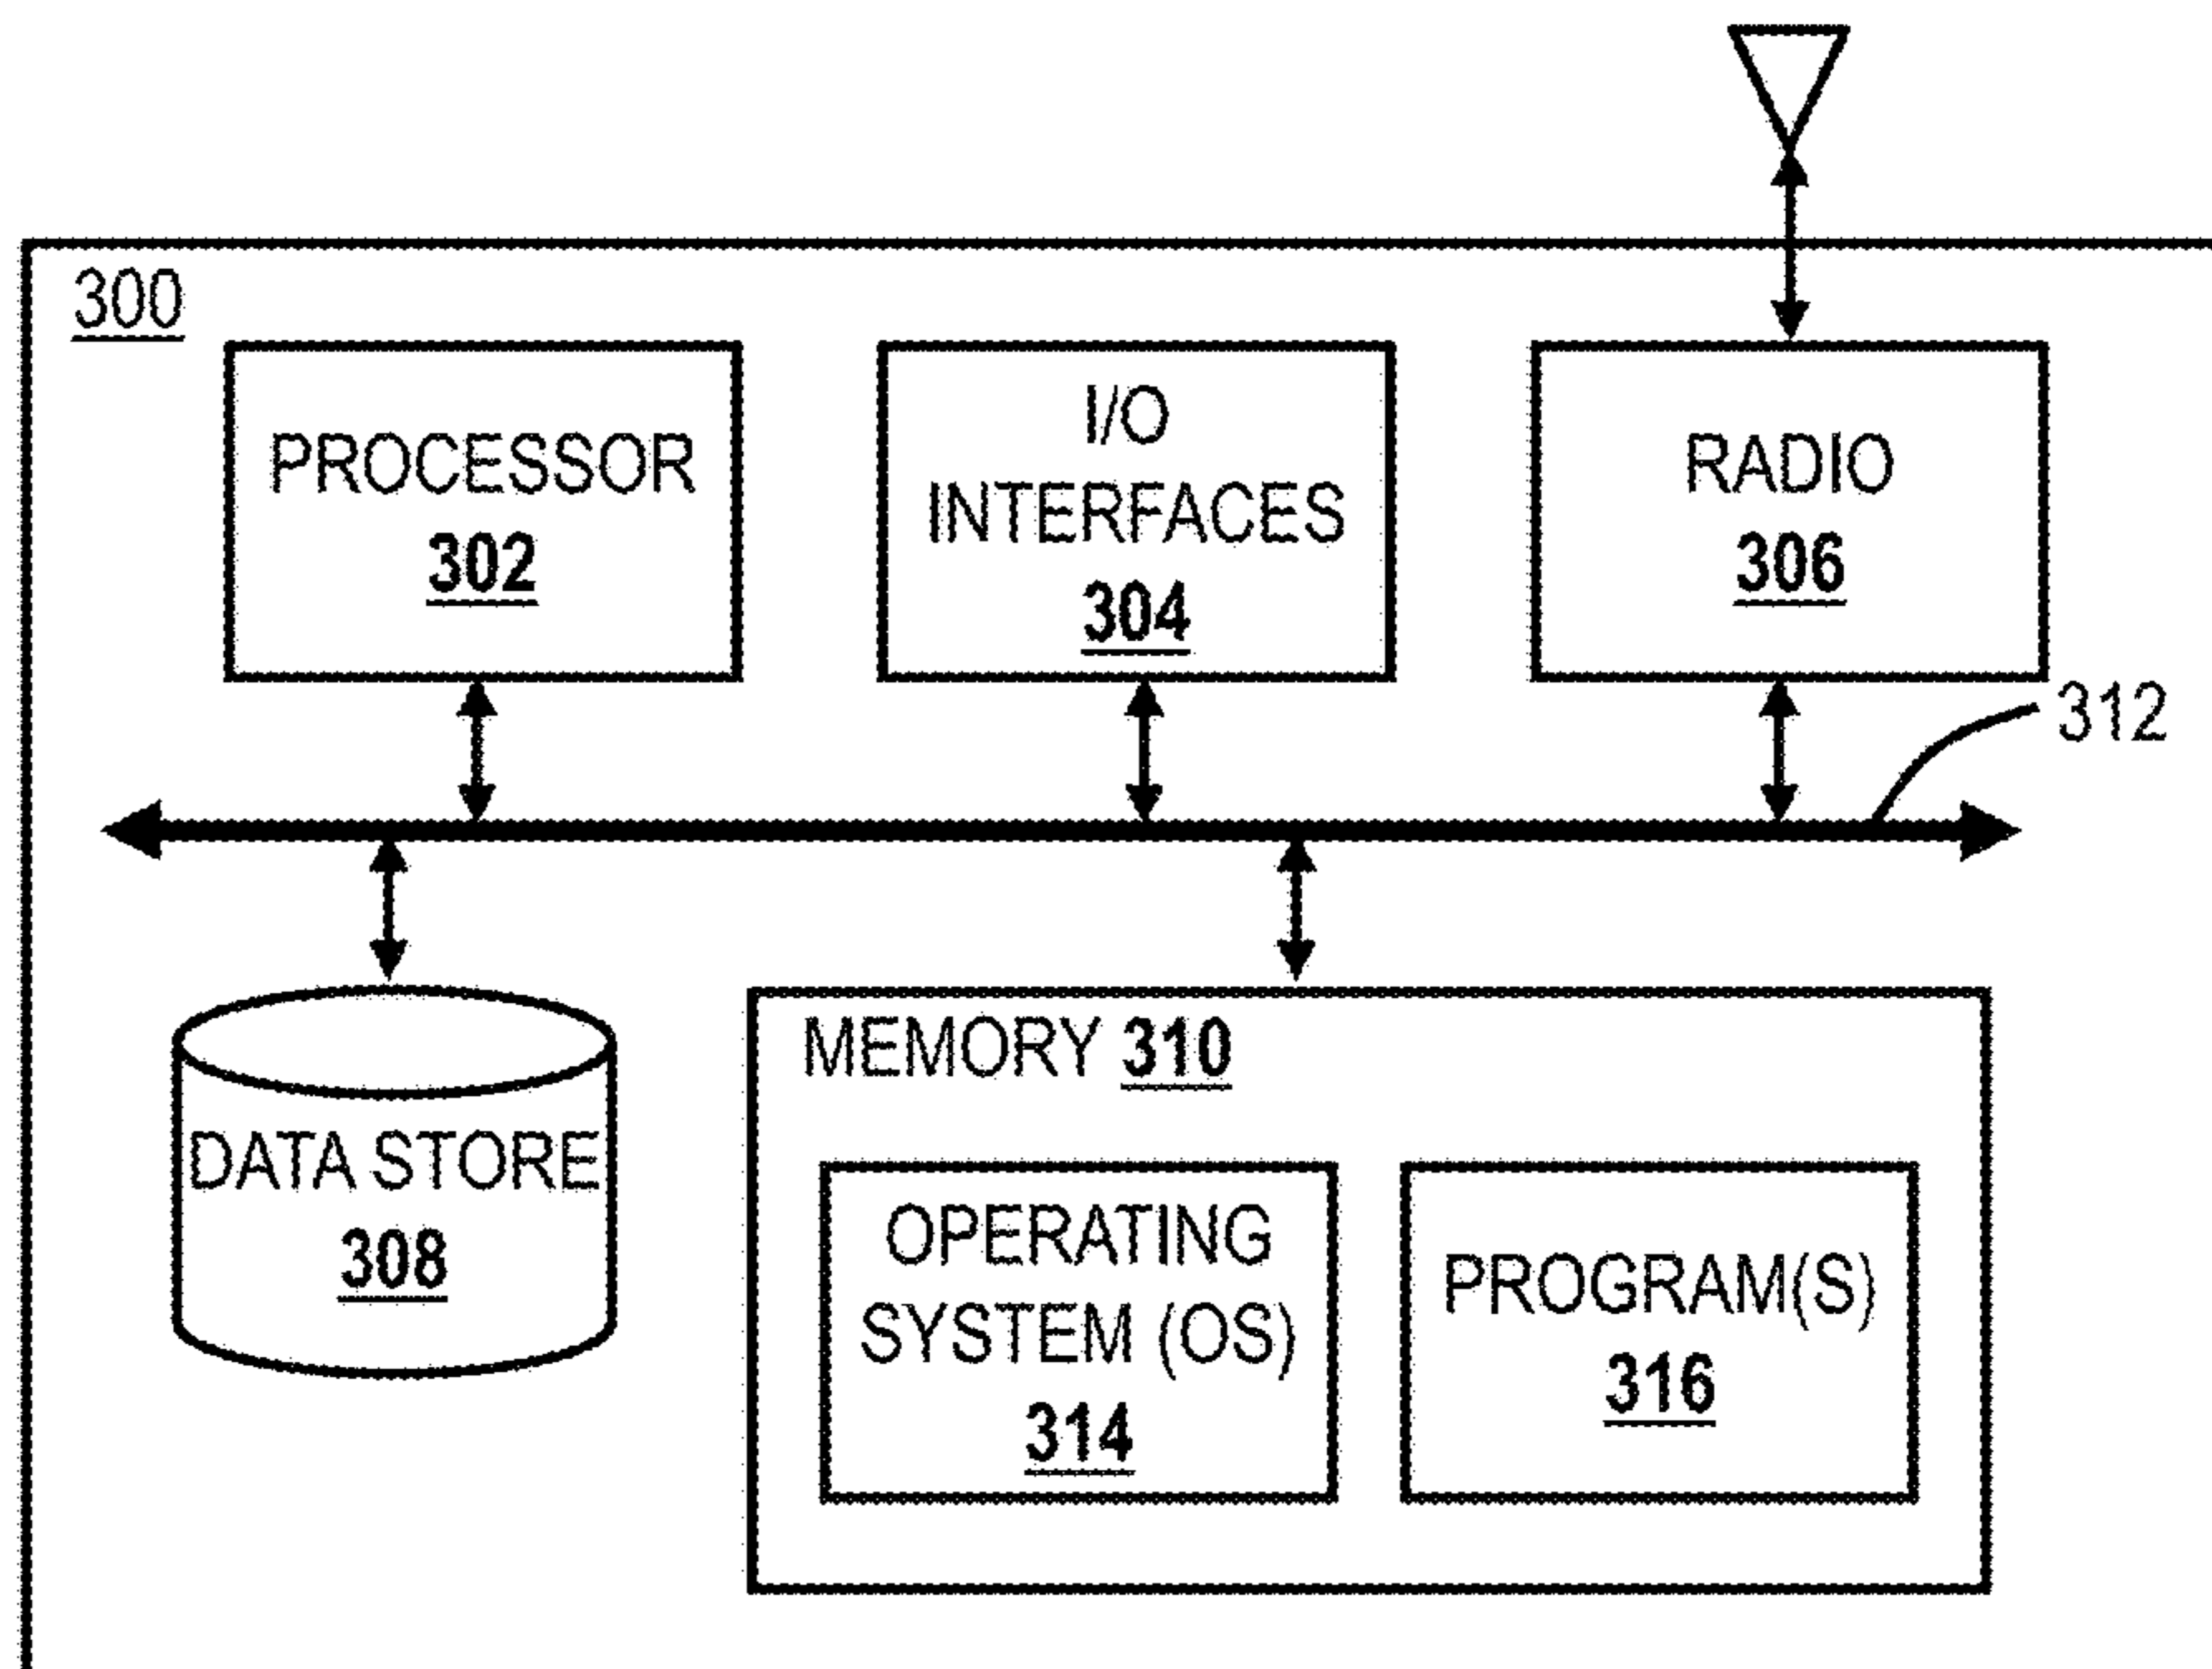 300
PROCESSOR
302
I/O
INTERFACES
304
RADIO
306
312
DATA STORE
308
MEMORY 310
OPERATING
SYSTEM (OS)
314
PROGRAM(S)
316